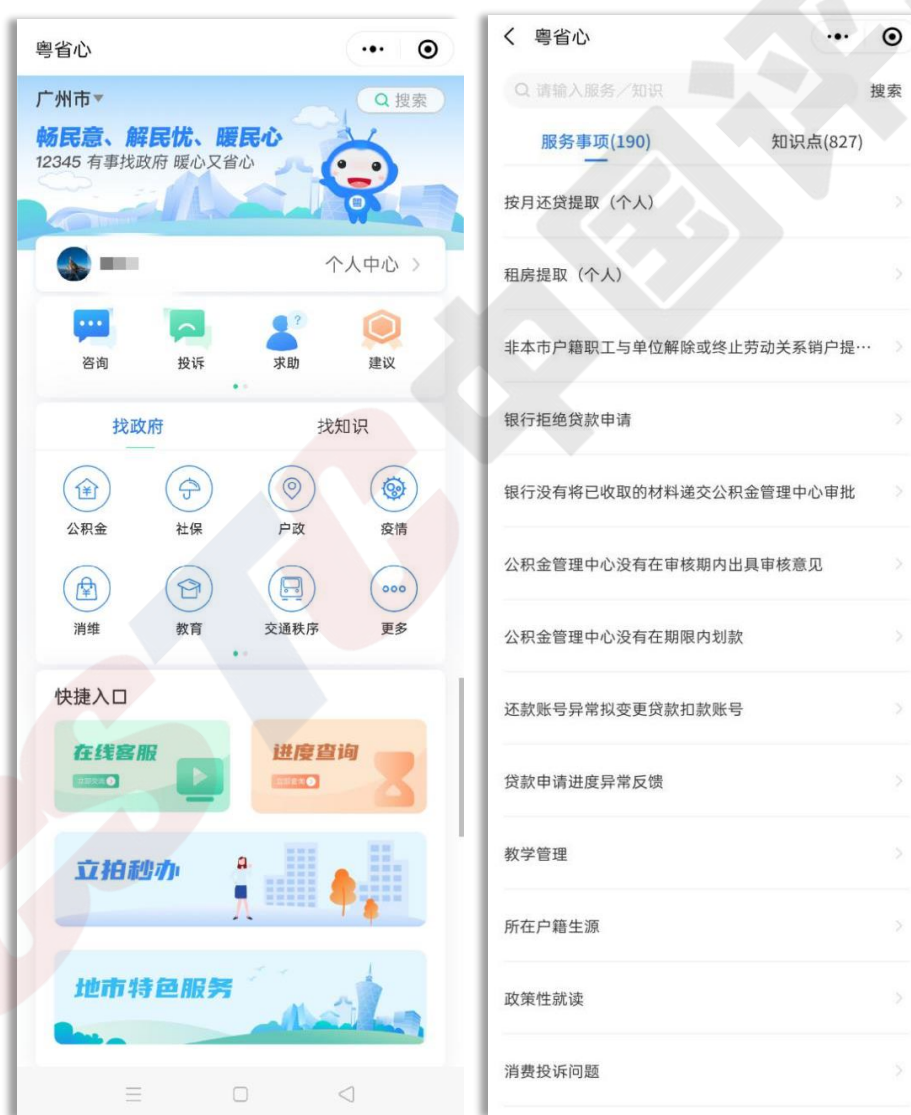 粤省心
广州市
搜索
畅民意、解民忧、暖民心
12345 有事找政府 暖心又省心
个人中心
咨询 投诉 求助 建议
找政府 找知识
公积金 社保 户政 疫情
消维 教育 交通秩序 更多
快捷入口
在线客服
进度查询
立拍秒办
地市特色服务
粤省心
请输入服务／知识 搜索
服务事项(190) 知识点(827)
按月还贷提取（个人）
租房提取（个人）
非本市户籍职工与单位解除或终止劳动关系销户提…
银行拒绝贷款申请
银行没有将已收取的材料递交公积金管理中心审批
公积金管理中心没有在审核期内出具审核意见
公积金管理中心没有在期限内划款
还款账号异常拟变更贷款扣款账号
贷款申请进度异常反馈
教学管理
所在户籍生源
政策性就读
消费投诉问题
CSTC中国评